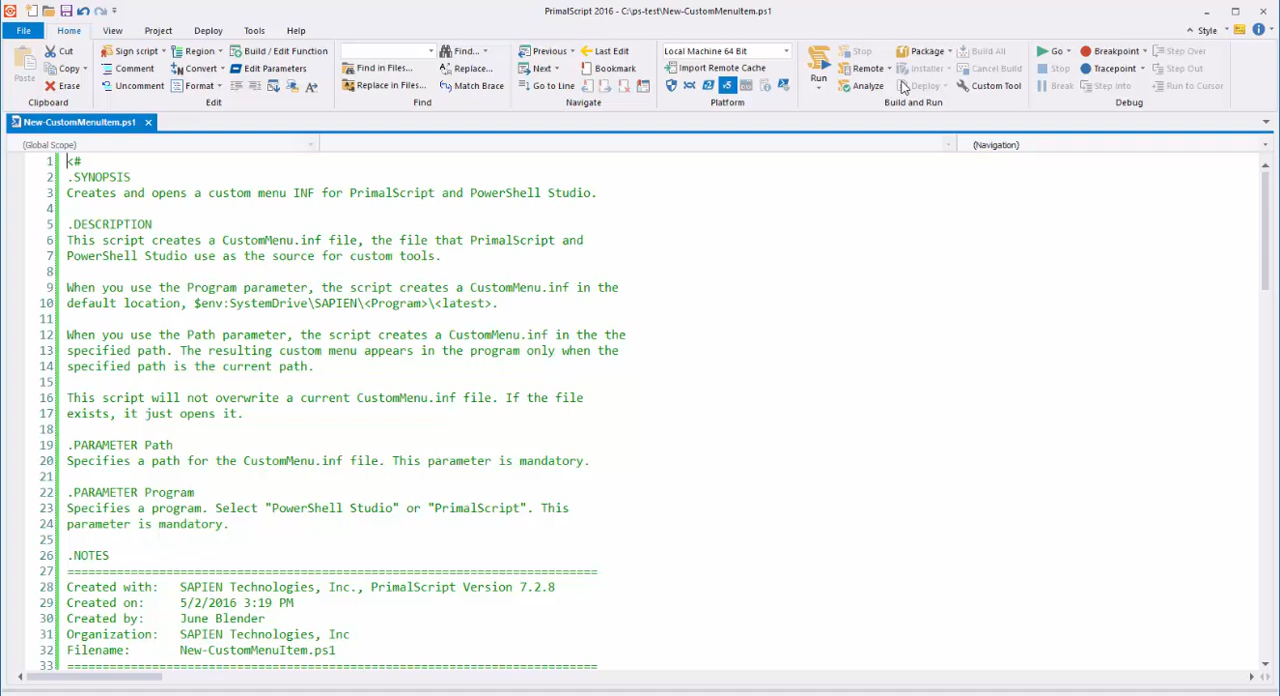 PrimalScript 2016 - C:\ps-test\New-CustomMenuItem.ps1
File Home View Project Deploy Tools Help Style
Cut Sign script Region Build / Edit Function Find... Previous Last Edit Local Machine 64 Bit Stop Package Build All Go Breakpoint Step Over
Paste Copy Comment Convert Edit Parameters Find in Files... Replace... Next Bookmark Import Remote Cache Run Remote Installer Cancel Build Stop Tracepoint Step Out
Erase Uncomment Format Replace in Files... Match Brace Go to Line v5 Analyze Deploy Custom Tool Break Step Into Run to Cursor
Clipboard Edit Find Navigate Platform Build and Run Debug
New-CustomMenuItem.ps1
(Global Scope) (Navigation)
1 <#
2 .SYNOPSIS
3 Creates and opens a custom menu INF for PrimalScript and PowerShell Studio.
4
5 .DESCRIPTION
6 This script creates a CustomMenu.inf file, the file that PrimalScript and
7 PowerShell Studio use as the source for custom tools.
8
9 When you use the Program parameter, the script creates a CustomMenu.inf in the
10 default location, $env:SystemDrive\SAPIEN\<Program>\<latest>.
11
12 When you use the Path parameter, the script creates a CustomMenu.inf in the the
13 specified path. The resulting custom menu appears in the program only when the
14 specified path is the current path.
15
16 This script will not overwrite a current CustomMenu.inf file. If the file
17 exists, it just opens it.
18
19 .PARAMETER Path
20 Specifies a path for the CustomMenu.inf file. This parameter is mandatory.
21
22 .PARAMETER Program
23 Specifies a program. Select "PowerShell Studio" or "PrimalScript". This
24 parameter is mandatory.
25
26 .NOTES
27 ===========================================================================
28 Created with: SAPIEN Technologies, Inc., PrimalScript Version 7.2.8
29 Created on: 5/2/2016 3:19 PM
30 Created by: June Blender
31 Organization: SAPIEN Technologies, Inc
32 Filename: New-CustomMenuItem.ps1
33 ===========================================================================